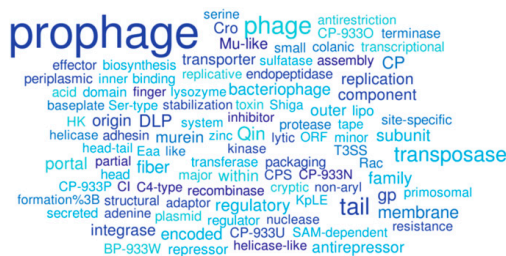 serine
prophage Cro phage antirestriction
CP-933O terminase
Mu-like small colanic transcriptional
effector biosynthesis transporter sulfatase assembly CP
periplasmic inner binding replicative endopeptidase replication
acid domain finger lysozyme bacteriophage component
baseplate Ser-type stabilization toxin Shiga outer lipo
HK origin DLP system inhibitor protease tape site-specific
helicase adhesin murein zinc Qin lytic ORF minor subunit
head-tail Eaa like kinase T3SS transposase
portal partial fiber transferase packaging Rac
head major within CPS CP-933N family
CP-933P CI C4-type recombinase cryptic non-aryl
formation%3B structural adaptor regulatory KpLE tail gp primosomal
secreted adenine plasmid regulator nuclease membrane
integrase encoded CP-933U SAM-dependent resistance
BP-933W repressor helicase-like antirepressor